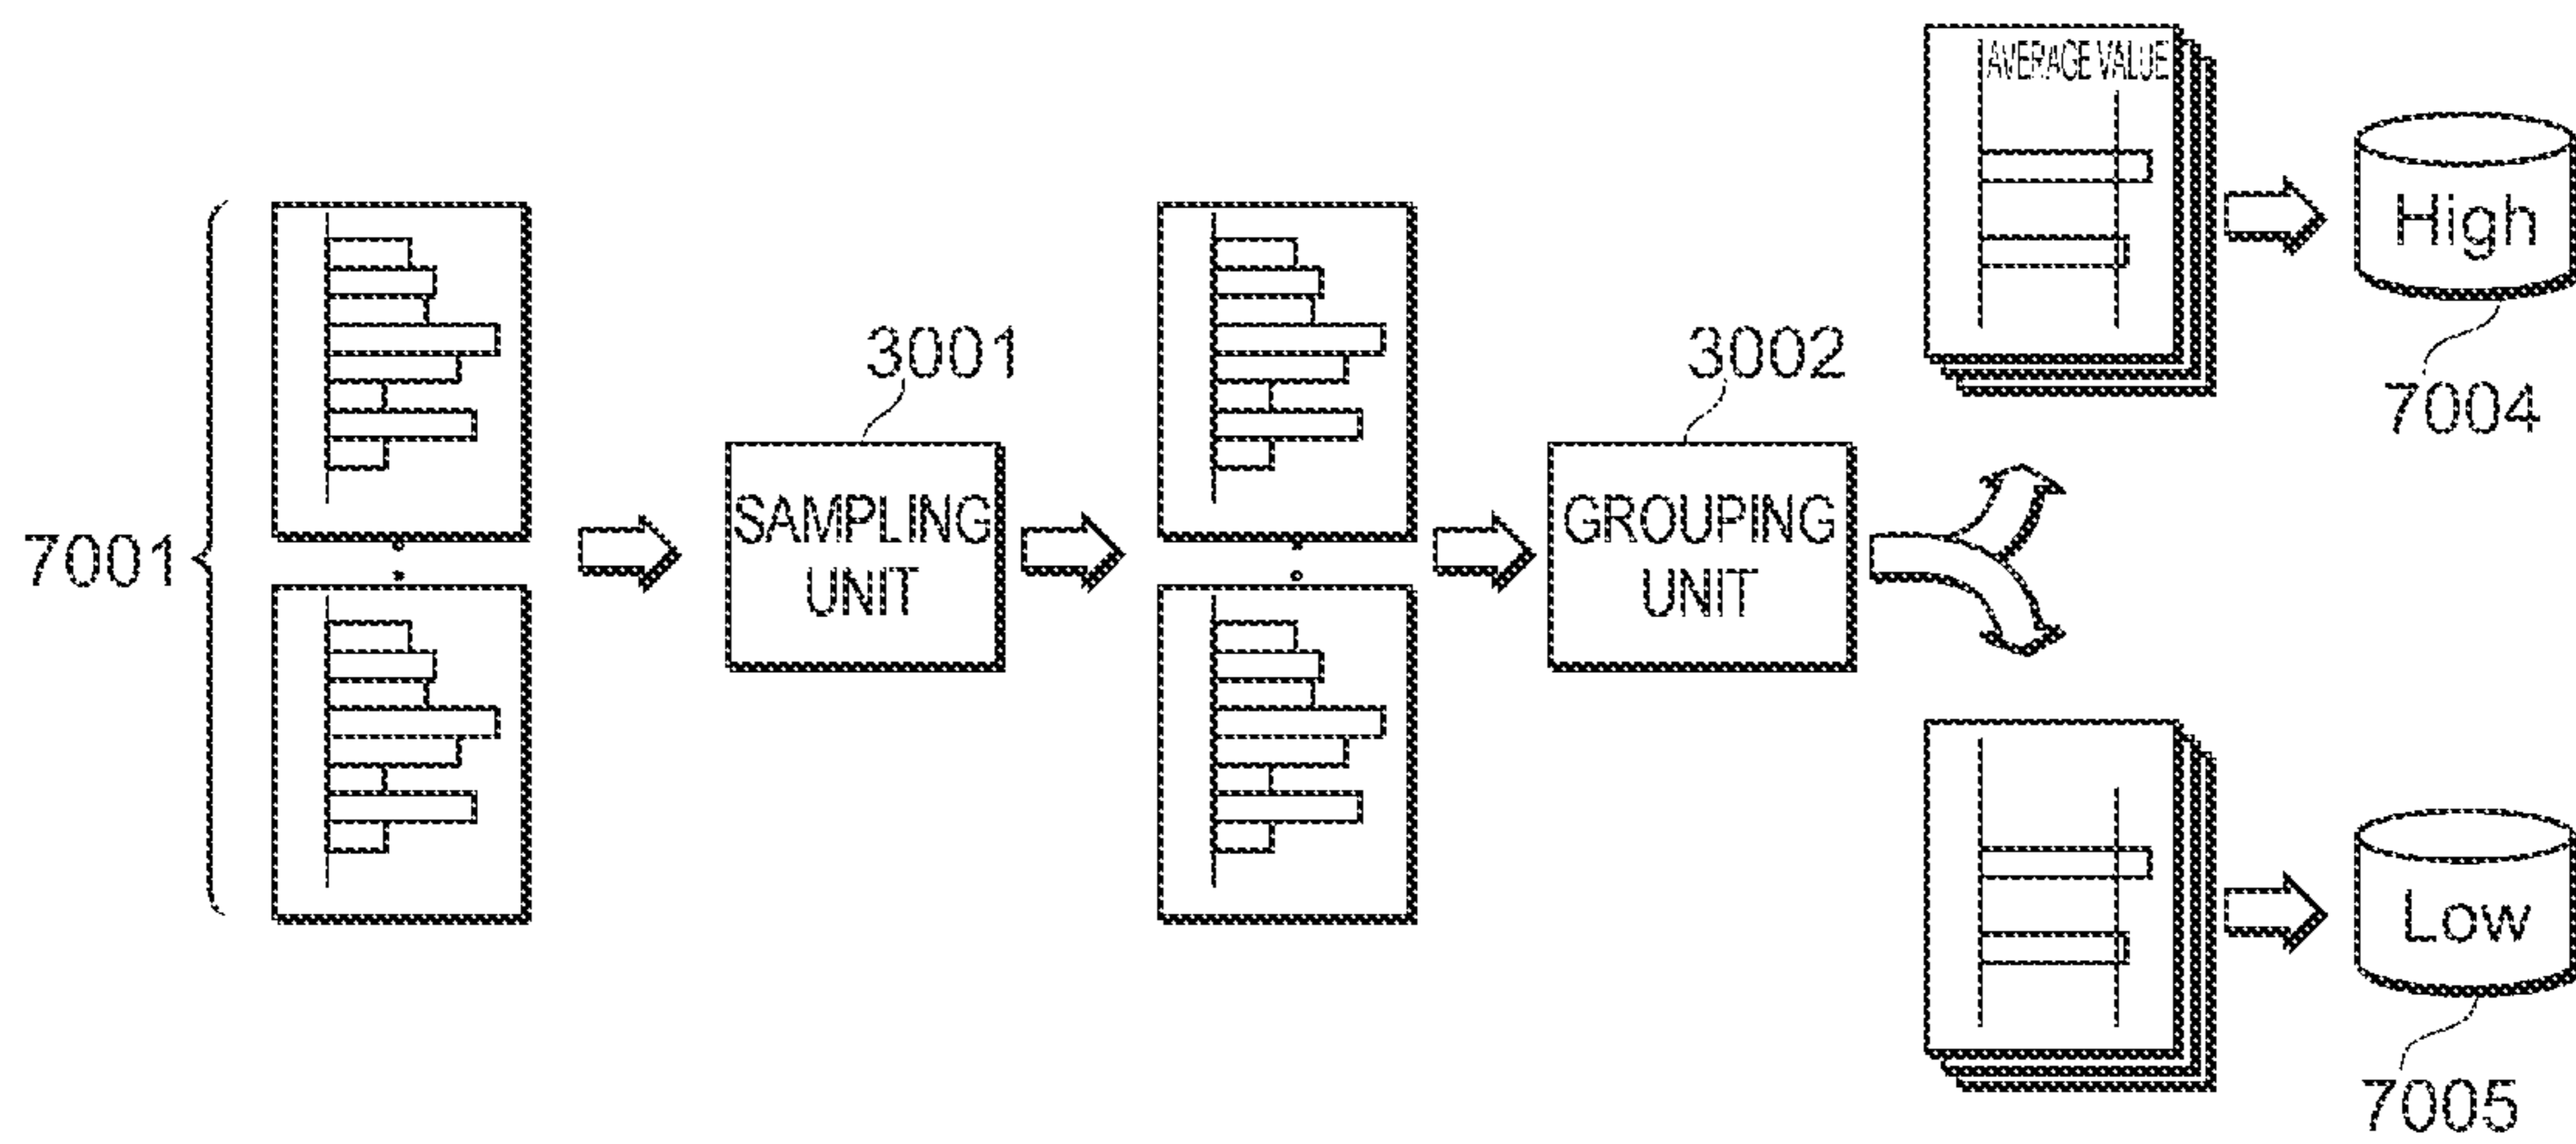 AVERAGE VALUE
High
7004
3001
3002
7001
SAMPLING
UNIT
GROUPING
UNIT
Low
7005